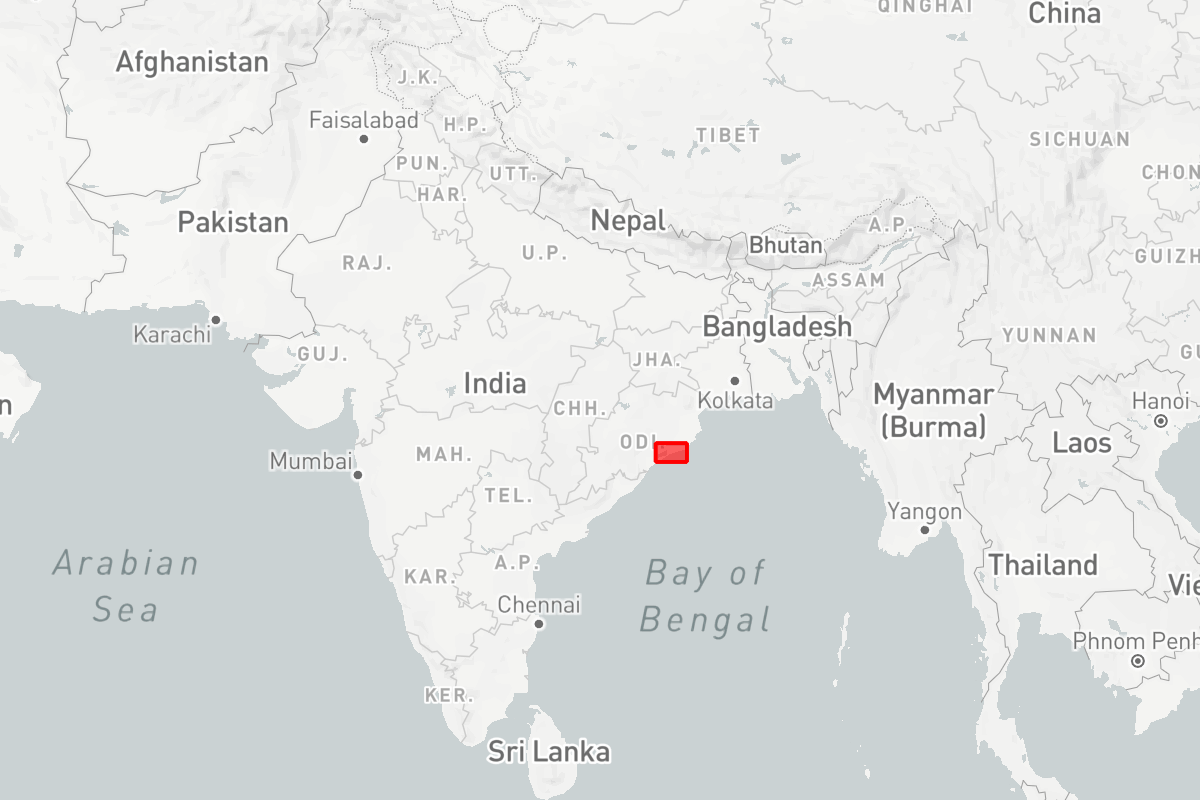 QINGHAI
China
Afghanistan
J.K.
Faisalabad
H.P.
TIBET
SICHUAN
PUN.
UTT.
CHON
HAR.
Pakistan
Nepal
A.P.
Bhutan
U.P.
RAJ.
ASSAM
GUIZH
Karachi
Bangladesh
YUNNAN
GUJ.
JHA.
GU
India
Kolkata
Myanmar
(Burma)
Hanoi
n
CHH.
ODI
Laos
MAH.
Mumbai
TEL.
Yangon
Arabian
Sea
A.P.
Bay of
Bengal
Thailand
KAR.
Vie
Chennai
Phnom Penh
KER.
Sri Lanka